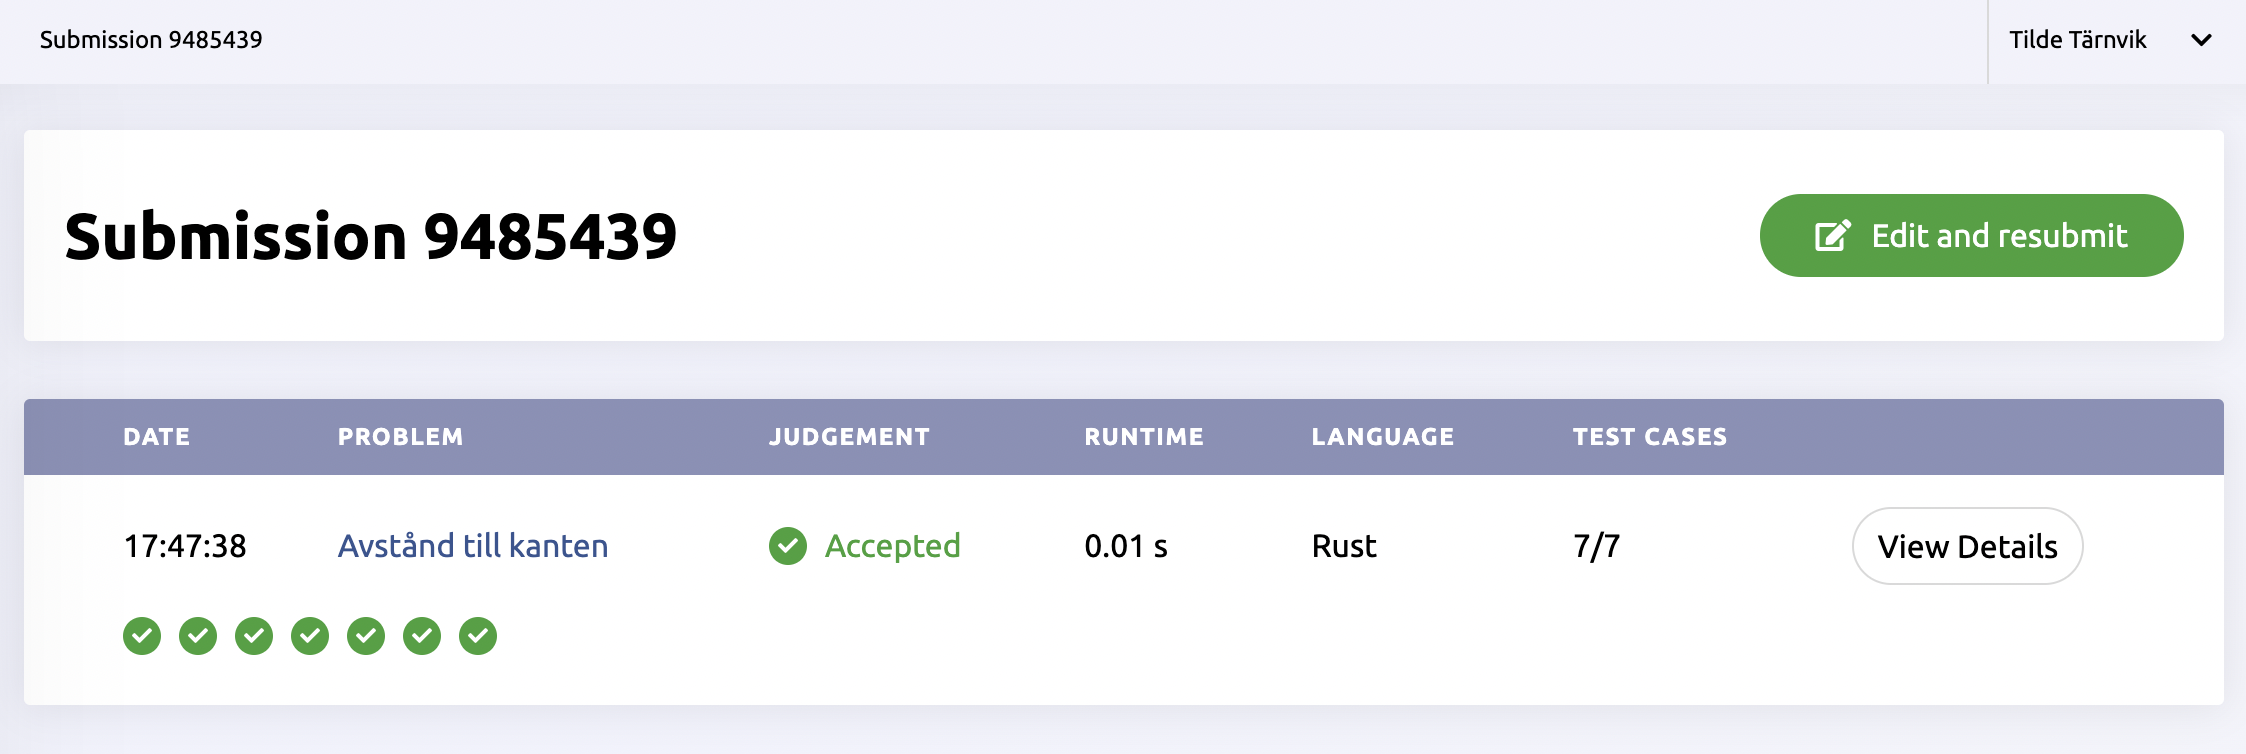 Submission 9485439
Tilde Tärnvik
Submission 9485439
Edit and resubmit
DATE PROBLEM JUDGEMENT RUNTIME LANGUAGE TEST CASES
17:47:38 Avstånd till kanten Accepted 0.01 s Rust 7/7 View Details